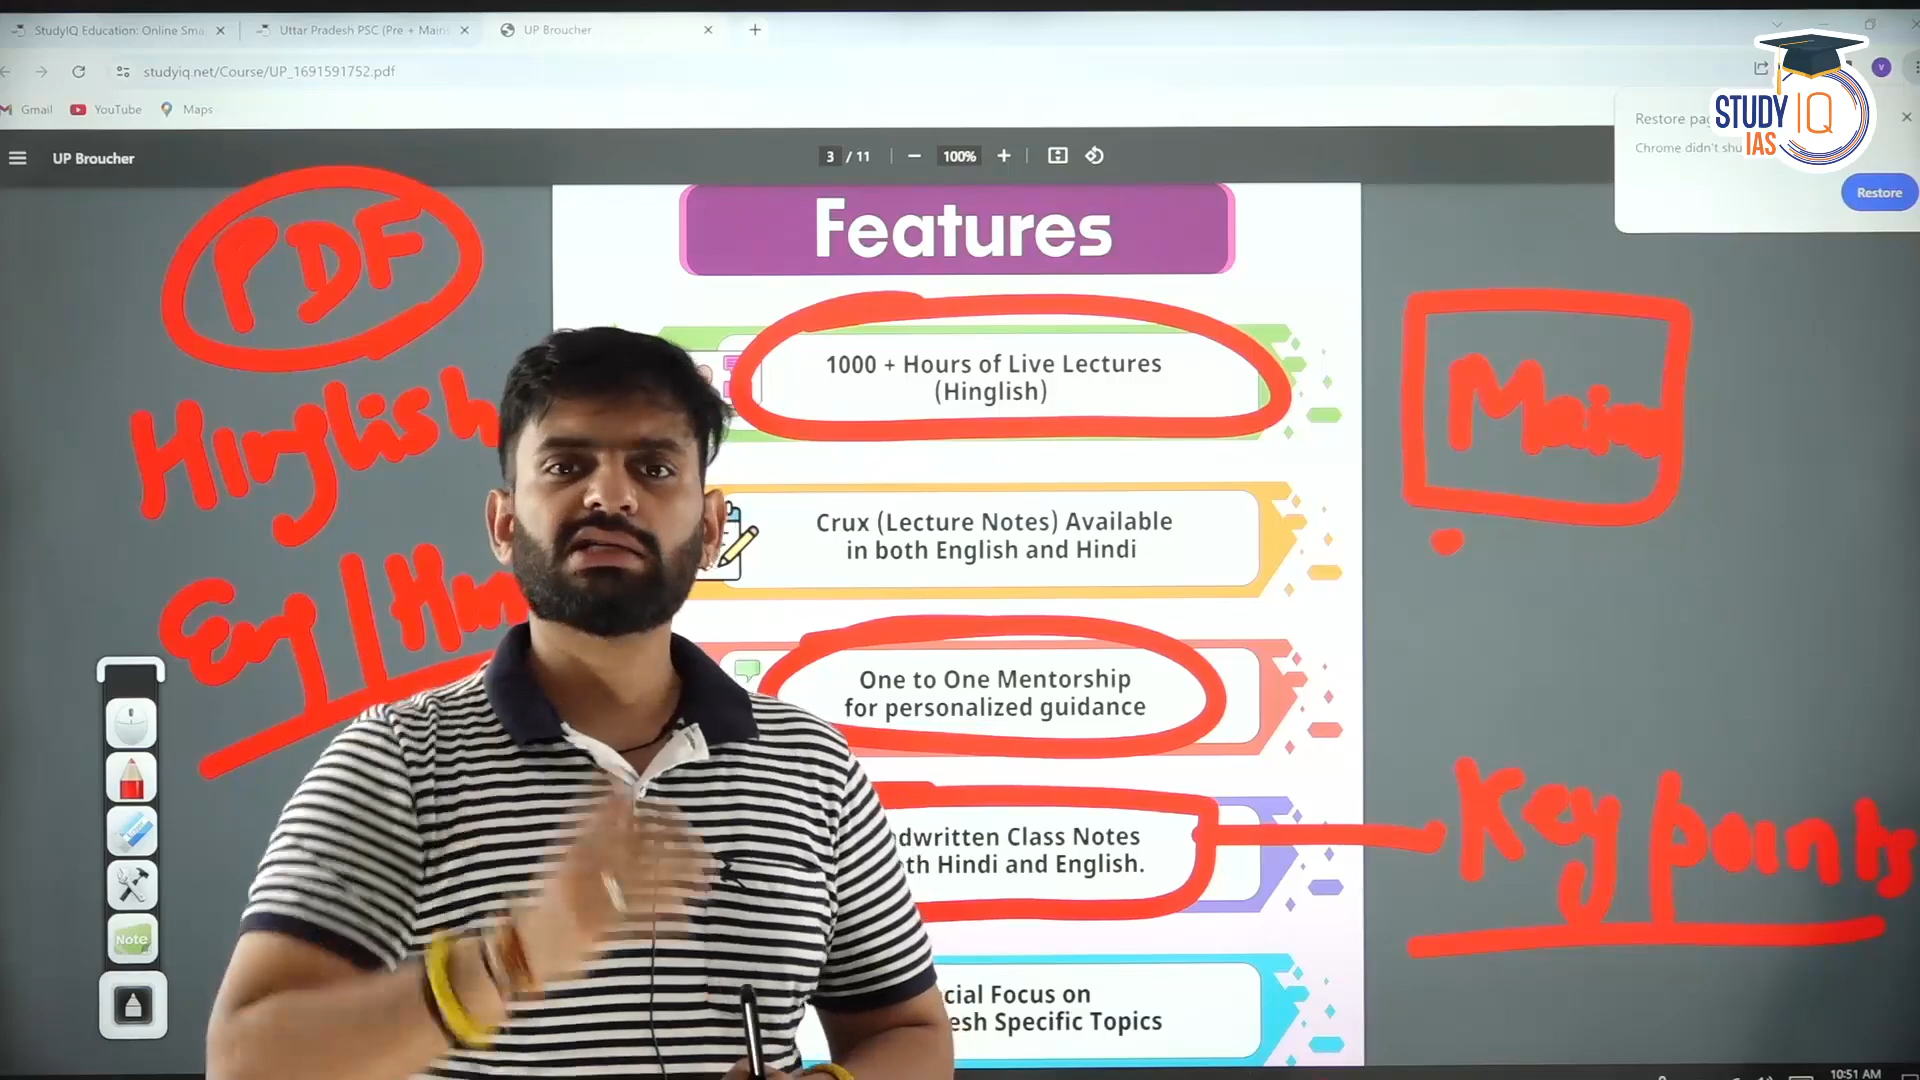 StudyIQ Education: Online Sma
Uttar Pradesh PSC (Pre + Mains
UP Broucher
studyiq.net/Course/UP_1691591752.pdf
Gmail
YouTube
Maps
UP Broucher
3 / 11
100%
Restore pa
Chrome didn't shu
Restore
STUDY IQ
IAS
V
Features
1000 + Hours of Live Lectures
(Hinglish)
Crux (Lecture Notes) Available
in both English and Hindi
One to One Mentorship
for personalized guidance
dwritten Class Notes
th Hindi and English.
cial Focus on
esh Specific Topics
PDF
Hinglish
Eng/Hin
Main
Key points
Note
10:51 AM